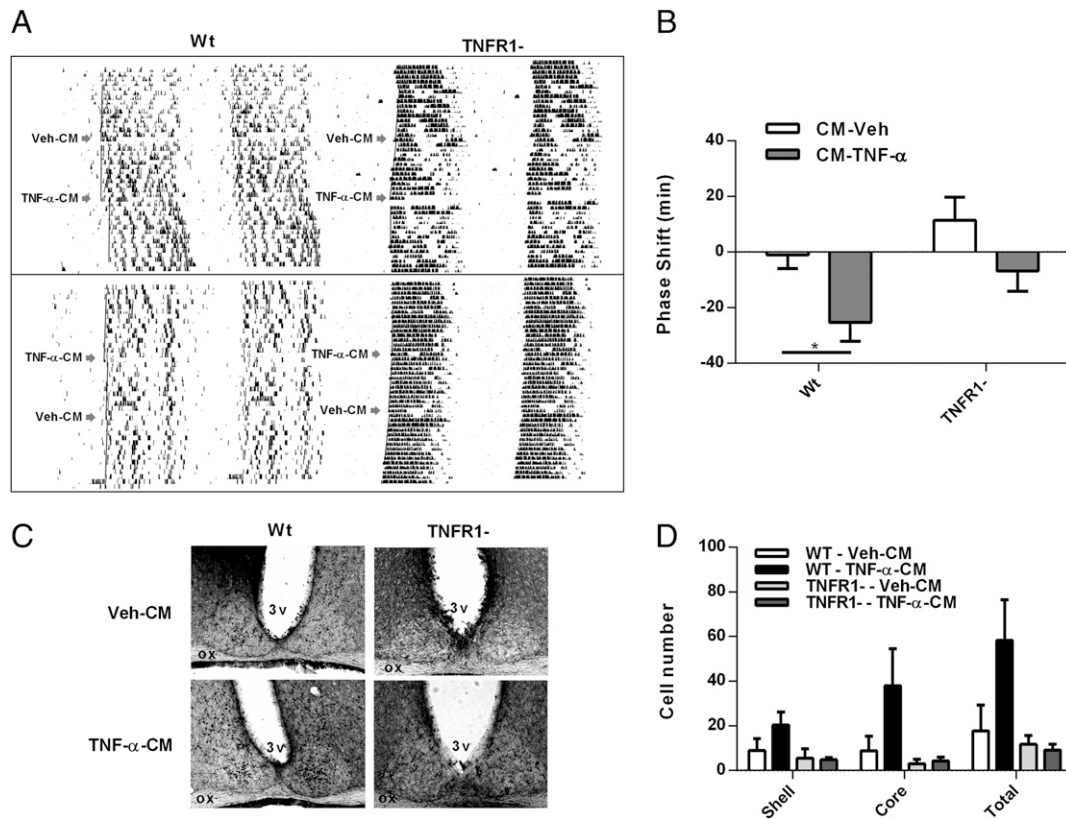 A
Wt
TNFR1-
Veh-CM
Veh-CM
TNF-α-CM
TNF-α-CM
TNF-α-CM
TNF-α-CM
Veh-CM
Veh-CM
B
CM-Veh
CM-TNF-α
Phase Shift (min)
40
20
0
-20
-40
*
Wt
TNFR1-
C
Wt
TNFR1-
Veh-CM
3 v
ox
3 v
ox
TNF-α-CM
3 v
ox
3 v
ox
D
WT - Veh-CM
WT - TNF-α-CM
TNFR1- - Veh-CM
TNFR1- - TNF-α-CM
Cell number
100
80
60
40
20
0
Shell
Core
Total